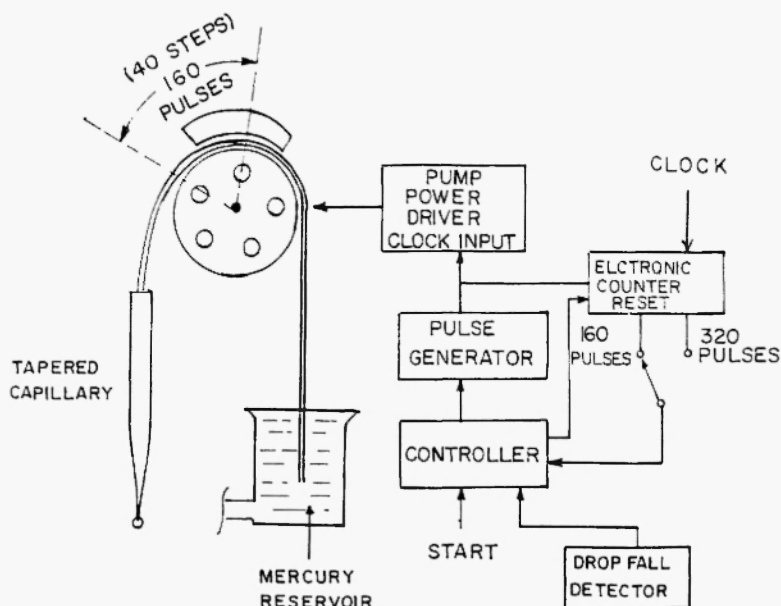 (40 STEPS)
160
PULSES
PUMP
POWER
DRIVER
CLOCK INPUT
CLOCK
ELCTRONIC
COUNTER
RESET
160
PULSES
320
PULSES
PULSE
GENERATOR
TAPERED
CAPILLARY
CONTROLLER
START
DROP FALL
DETECTOR
MERCURY
RESERVOIR